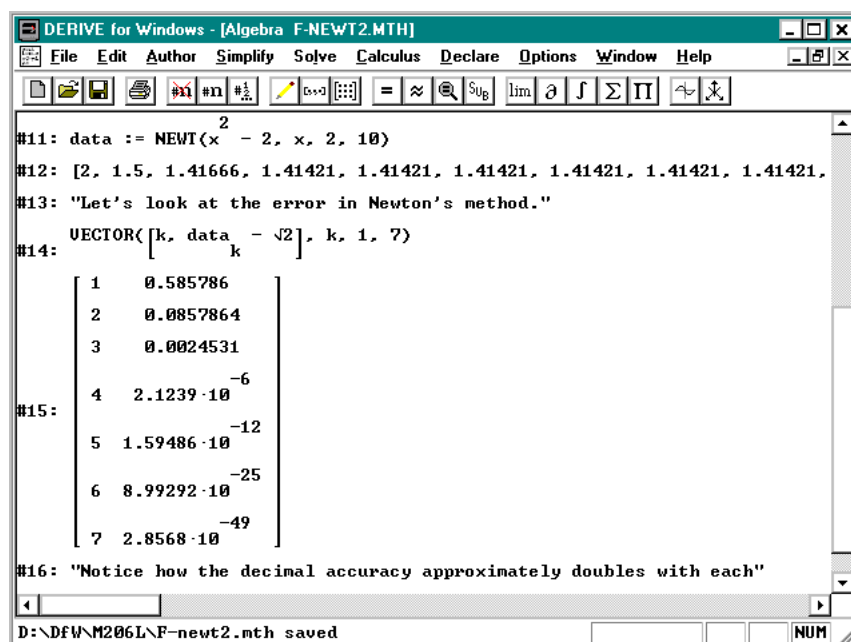 DERIVE for Windows - [Algebra F-NEWT2.MTH]
File Edit Author Simplify Solve Calculus Declare Options Window Help
#n #n #½ = ≈ SUB lim ∂ ∫ Σ Π
#11: data := NEWT(x² - 2, x, 2, 10)
#12: [2, 1.5, 1.41666, 1.41421, 1.41421, 1.41421, 1.41421, 1.41421, 1.41421,
#13: "Let's look at the error in Newton's method."
#14: VECTOR([k, data_k - √2], k, 1, 7)
#15:
1 0.585786
2 0.0857864
3 0.0024531
4 2.1239·10^-6
5 1.59486·10^-12
6 8.99292·10^-25
7 2.8568·10^-49
#16: "Notice how the decimal accuracy approximately doubles with each"
D:\DfW\M206L\F-newt2.mth saved NUM